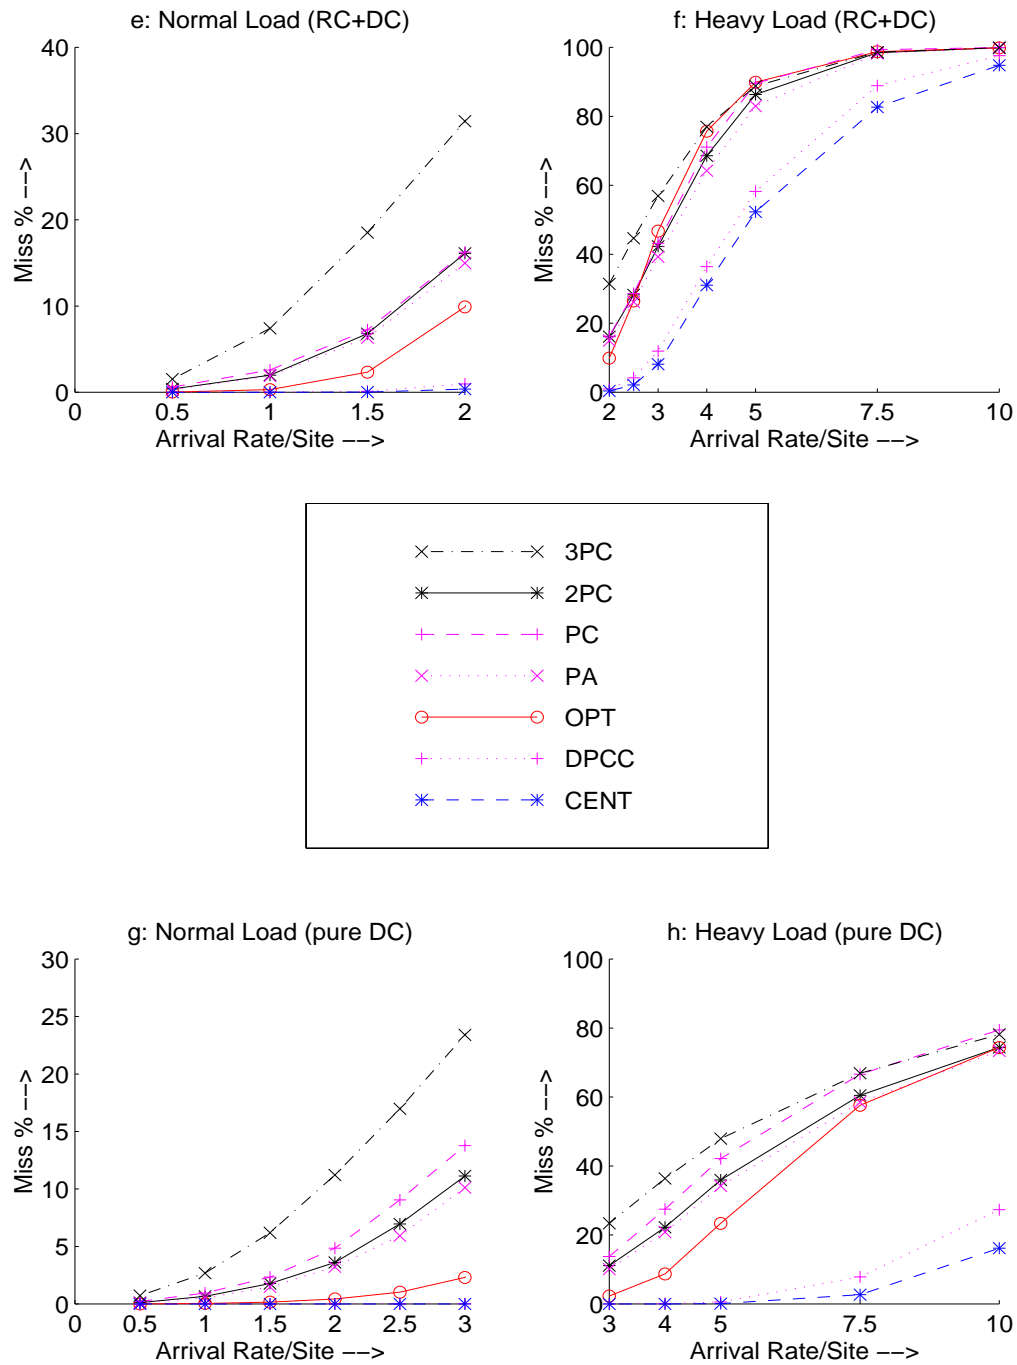 e: Normal Load (RC+DC)
40
30
20
10
0
Miss % -->
0 0.5 1 1.5 2
Arrival Rate/Site -->
f: Heavy Load (RC+DC)
100
80
60
40
20
0
Miss % -->
2 3 4 5 7.5 10
Arrival Rate/Site -->
3PC
2PC
PC
PA
OPT
DPCC
CENT
g: Normal Load (pure DC)
30
25
20
15
10
5
0
Miss % -->
0 0.5 1 1.5 2 2.5 3
Arrival Rate/Site -->
h: Heavy Load (pure DC)
100
80
60
40
20
0
Miss % -->
3 4 5 7.5 10
Arrival Rate/Site -->